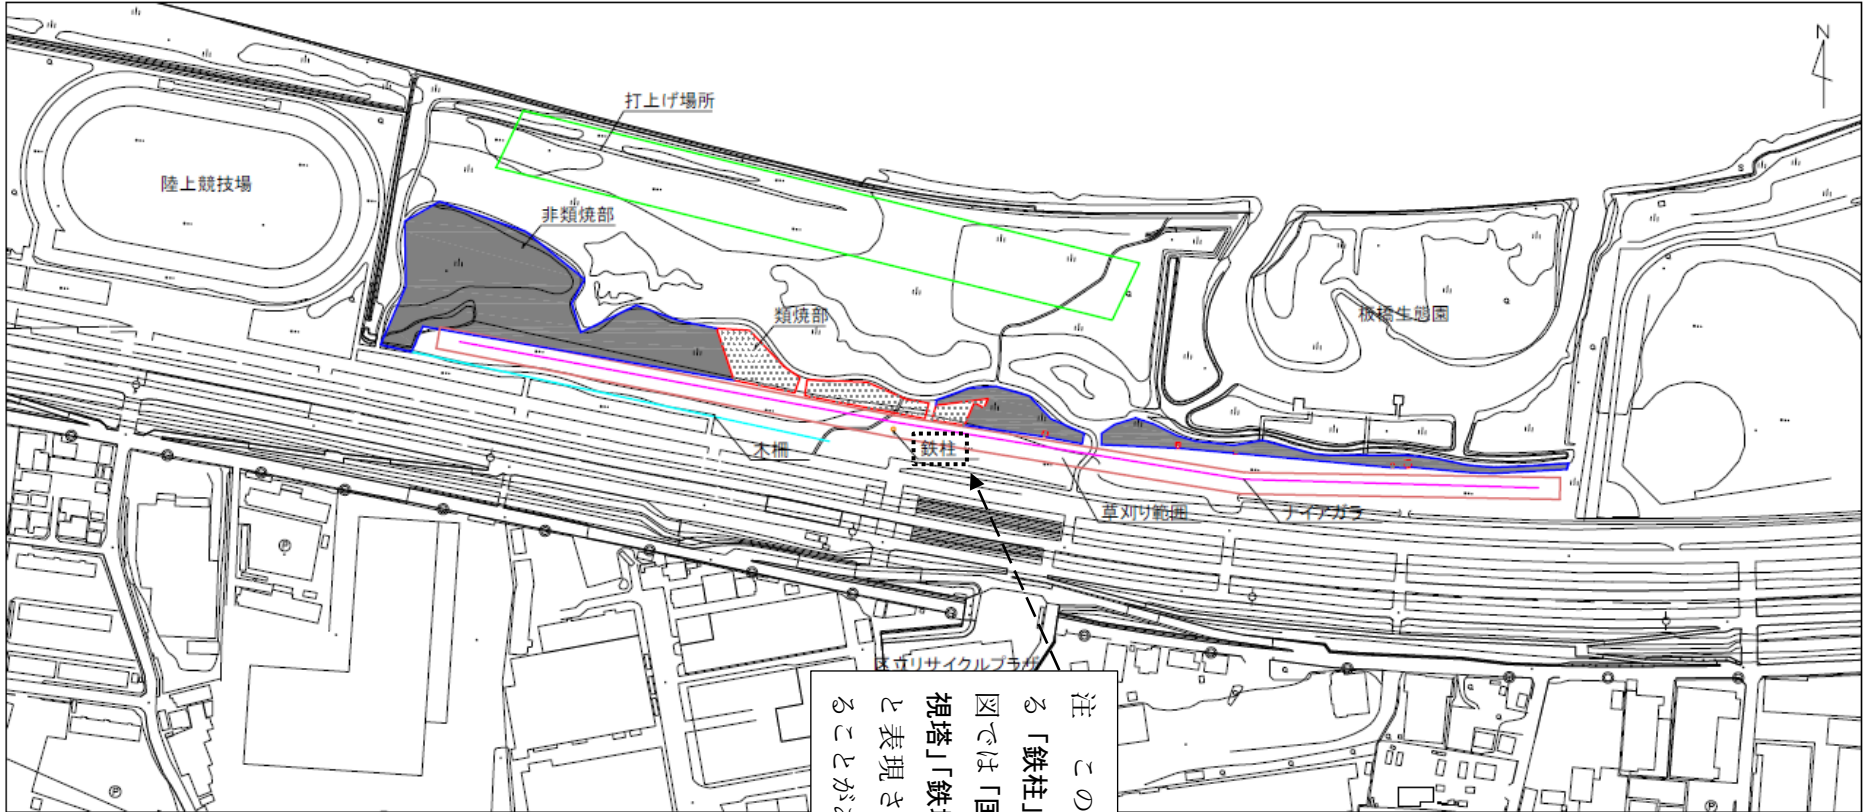 N
打上げ場所
陸上競技場
非類焼部
類焼部
板橋生態園
木柵
鉄柱
草刈り範囲
ナイアガラ
区立リサイクルプラザ
注　この
る「鉄柱」
図では「国
視塔」「鉄
と表現さ
ることが